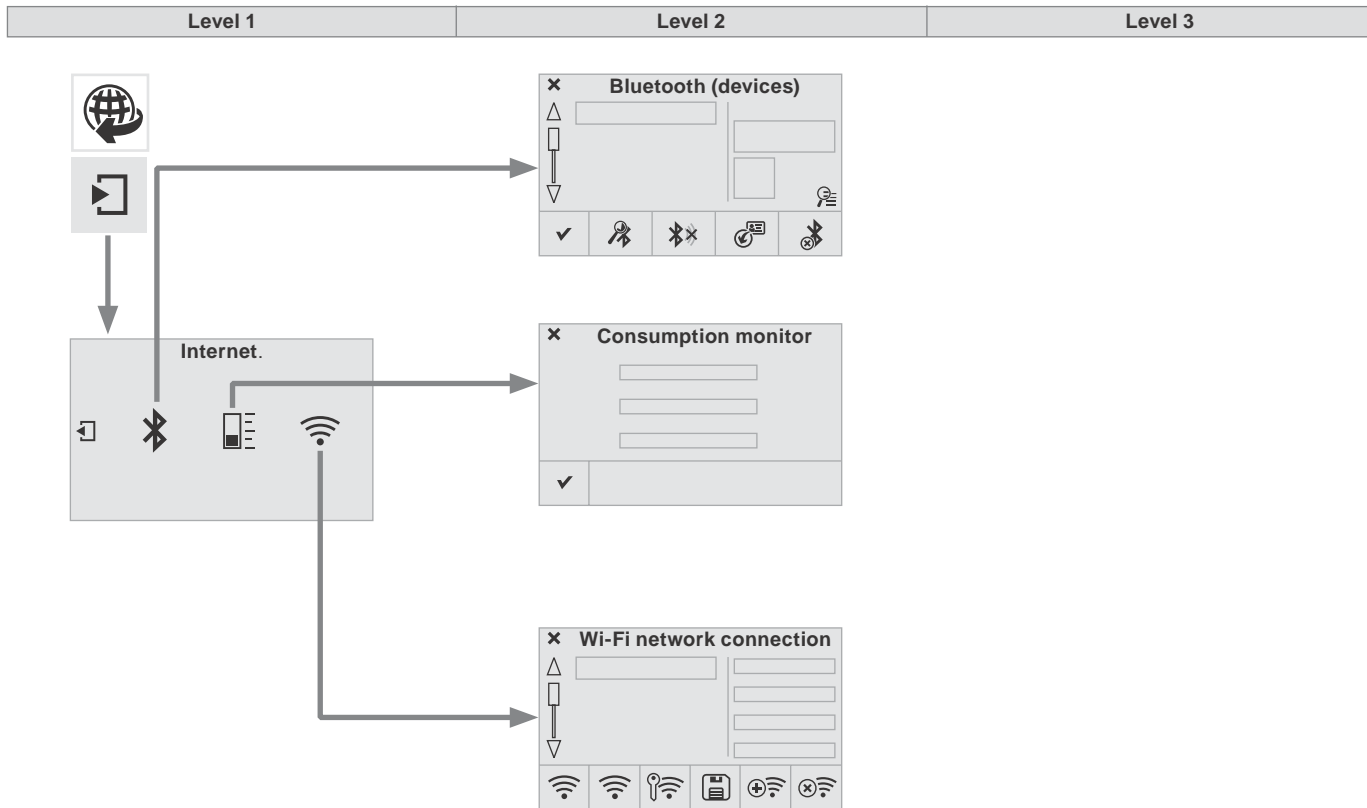 Level 1
Level 2
Level 3
Bluetooth (devices)
Internet.
Consumption monitor
Wi-Fi network connection